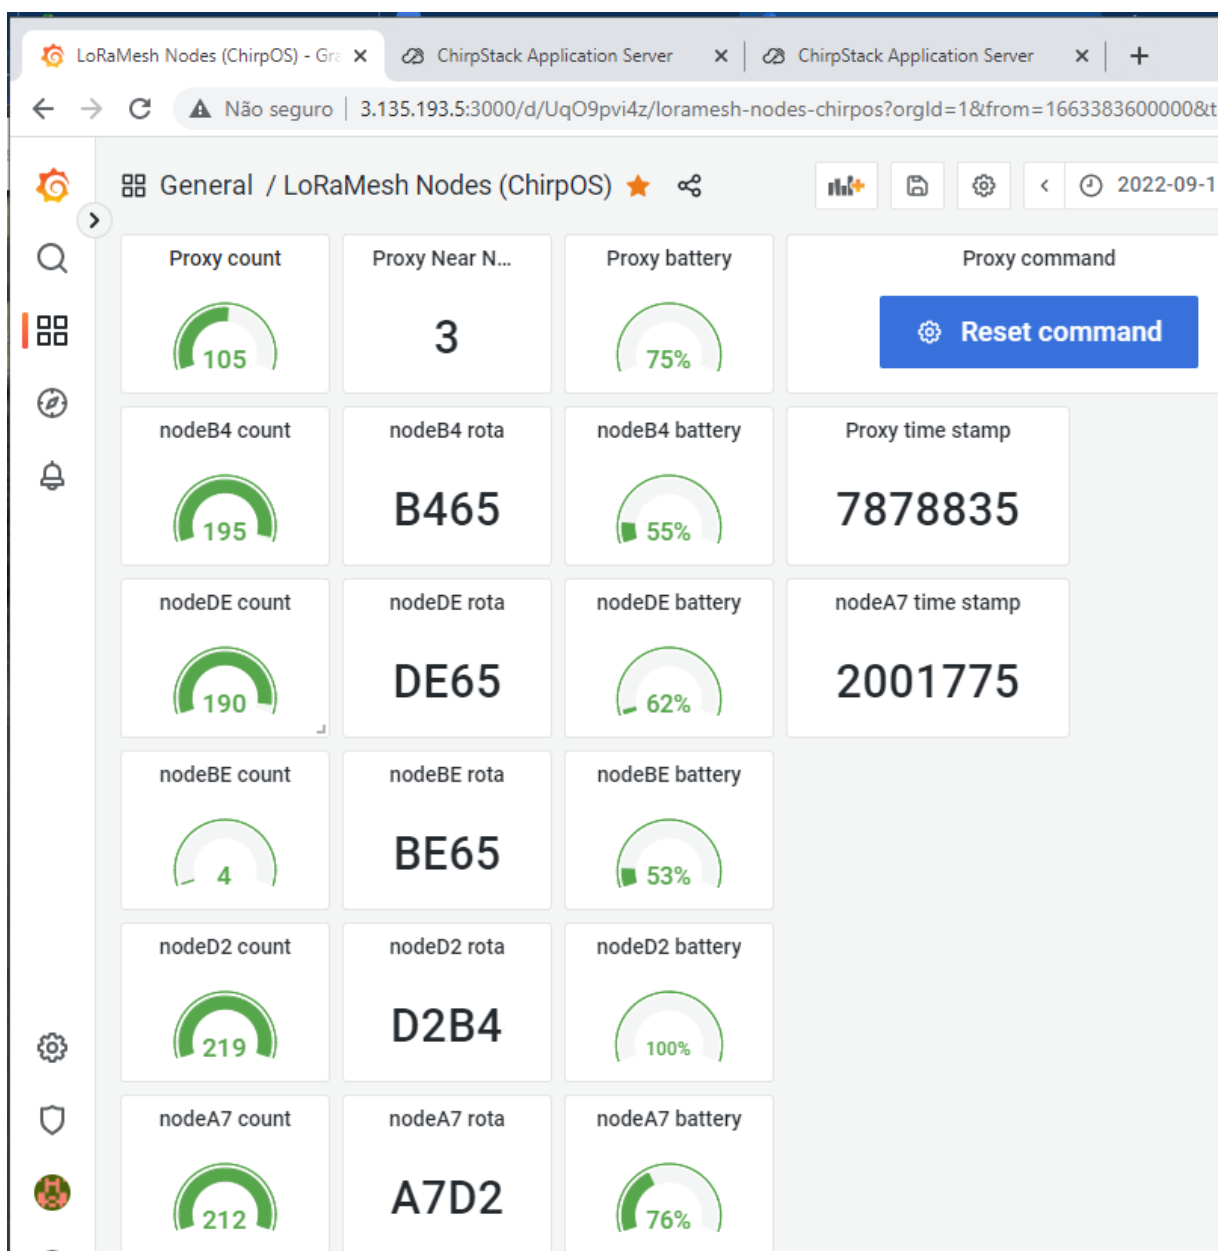 LoRaMesh Nodes (ChirpOS) - Gra
ChirpStack Application Server
ChirpStack Application Server
Não seguro
3.135.193.5:3000/d/UqO9pvi4z/loramesh-nodes-chirpos?orgId=1&from=1663383600000&t
General / LoRaMesh Nodes (ChirpOS)
2022-09-1
Proxy count
Proxy Near N...
Proxy battery
Proxy command
105
3
75%
Reset command
nodeB4 count
nodeB4 rota
nodeB4 battery
Proxy time stamp
195
B465
55%
7878835
nodeDE count
nodeDE rota
nodeDE battery
nodeA7 time stamp
190
DE65
62%
2001775
nodeBE count
nodeBE rota
nodeBE battery
4
BE65
53%
nodeD2 count
nodeD2 rota
nodeD2 battery
219
D2B4
100%
nodeA7 count
nodeA7 rota
nodeA7 battery
212
A7D2
76%